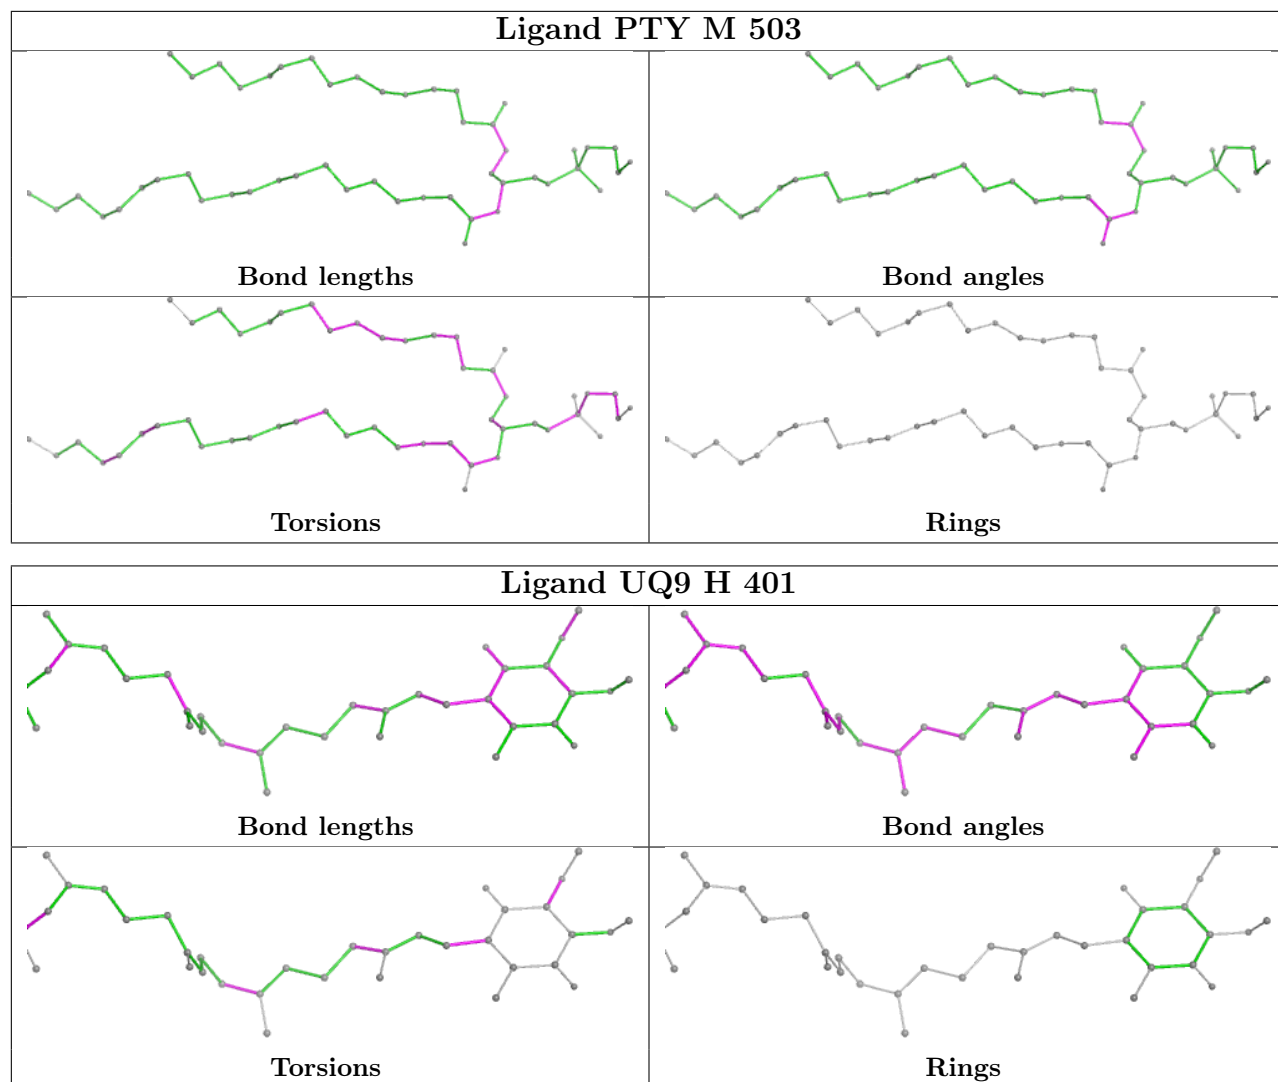 Ligand PTY M 503
Bond lengths
Bond angles
Torsions
Rings
Ligand UQ9 H 401
Bond lengths
Bond angles
Torsions
Rings